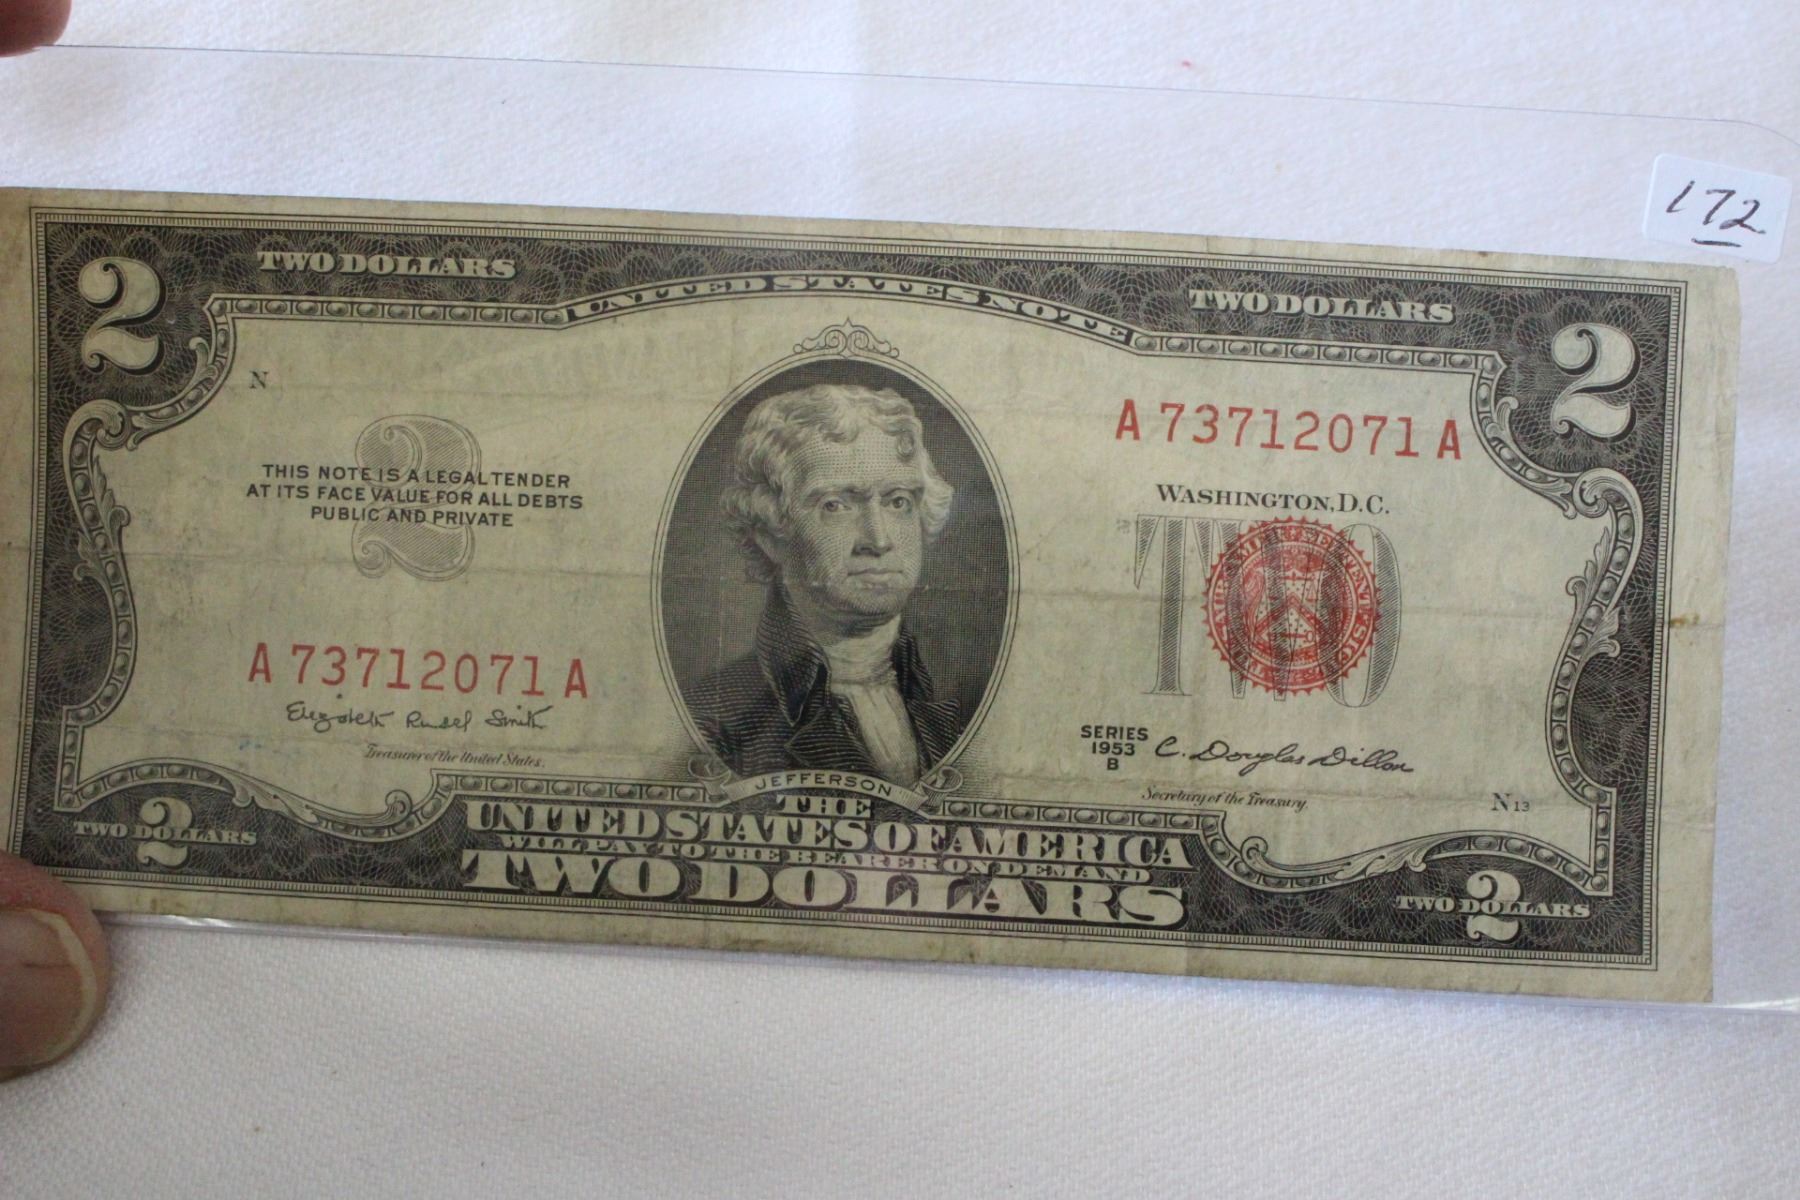 172
2
TWO DOLLARS
UNITED STATES NOTE
TWO DOLLARS
2
N
A 73712071 A
2
THIS NOTE IS A LEGAL TENDER
AT ITS FACE VALUE FOR ALL DEBTS
PUBLIC AND PRIVATE
WASHINGTON, D.C.
TWO
A 73712071 A
Elizabeth Rudel Smith
Treasurer of the United States.
SERIES
1953
B
C. Douglas Dillon
Secretary of the Treasury.
JEFFERSON
N 13
THE
UNITED STATES OF AMERICA
WILL PAY TO THE BEARER ON DEMAND
TWO DOLLARS
2
TWO DOLLARS
2
TWO DOLLARS